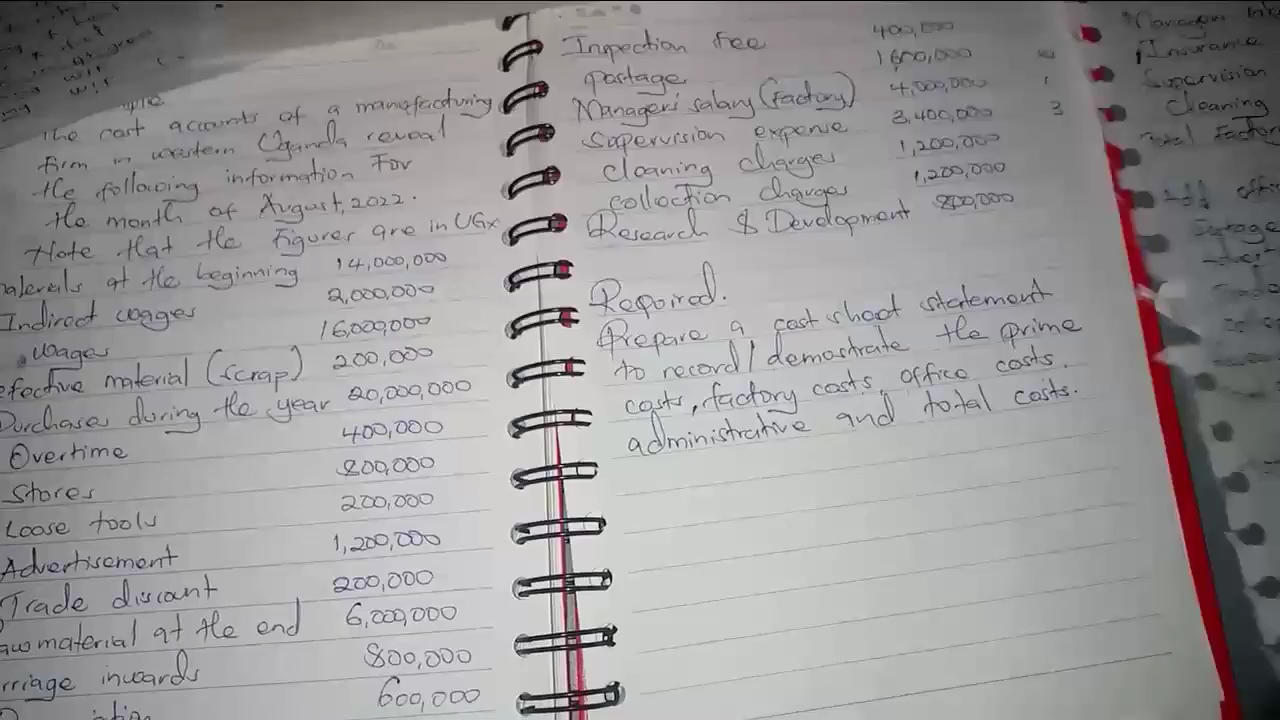 The cost accounts of a manufacturing
firm in western Uganda reveal
the following information For
the month of August, 2022.
Note that the Figures are in UGx
materials at the beginning 14,000,000
Indirect wages 2,000,000
Wages 16,000,000
efective material (scrap) 200,000
Purchases during the year 20,000,000
Overtime 400,000
Stores 800,000
Loose tools 200,000
Advertisement 1,200,000
Trade discount 200,000
aw material at the end 6,000,000
rriage inwards 800,000
600,000
Inpection fee 400,000
postage 1,600,000
Manager's salary (factory) 4,000,000
Supervision expense 3,400,000
cleaning charges 1,200,000
collection charges 1,200,000
Research & Development 800,000
Required.
Prepare a cost sheet statement
to record/demostrate the prime
costs, factory costs, office costs.
administrative and total costs.
Insurance
Supervision
Cleaning
Total Factor